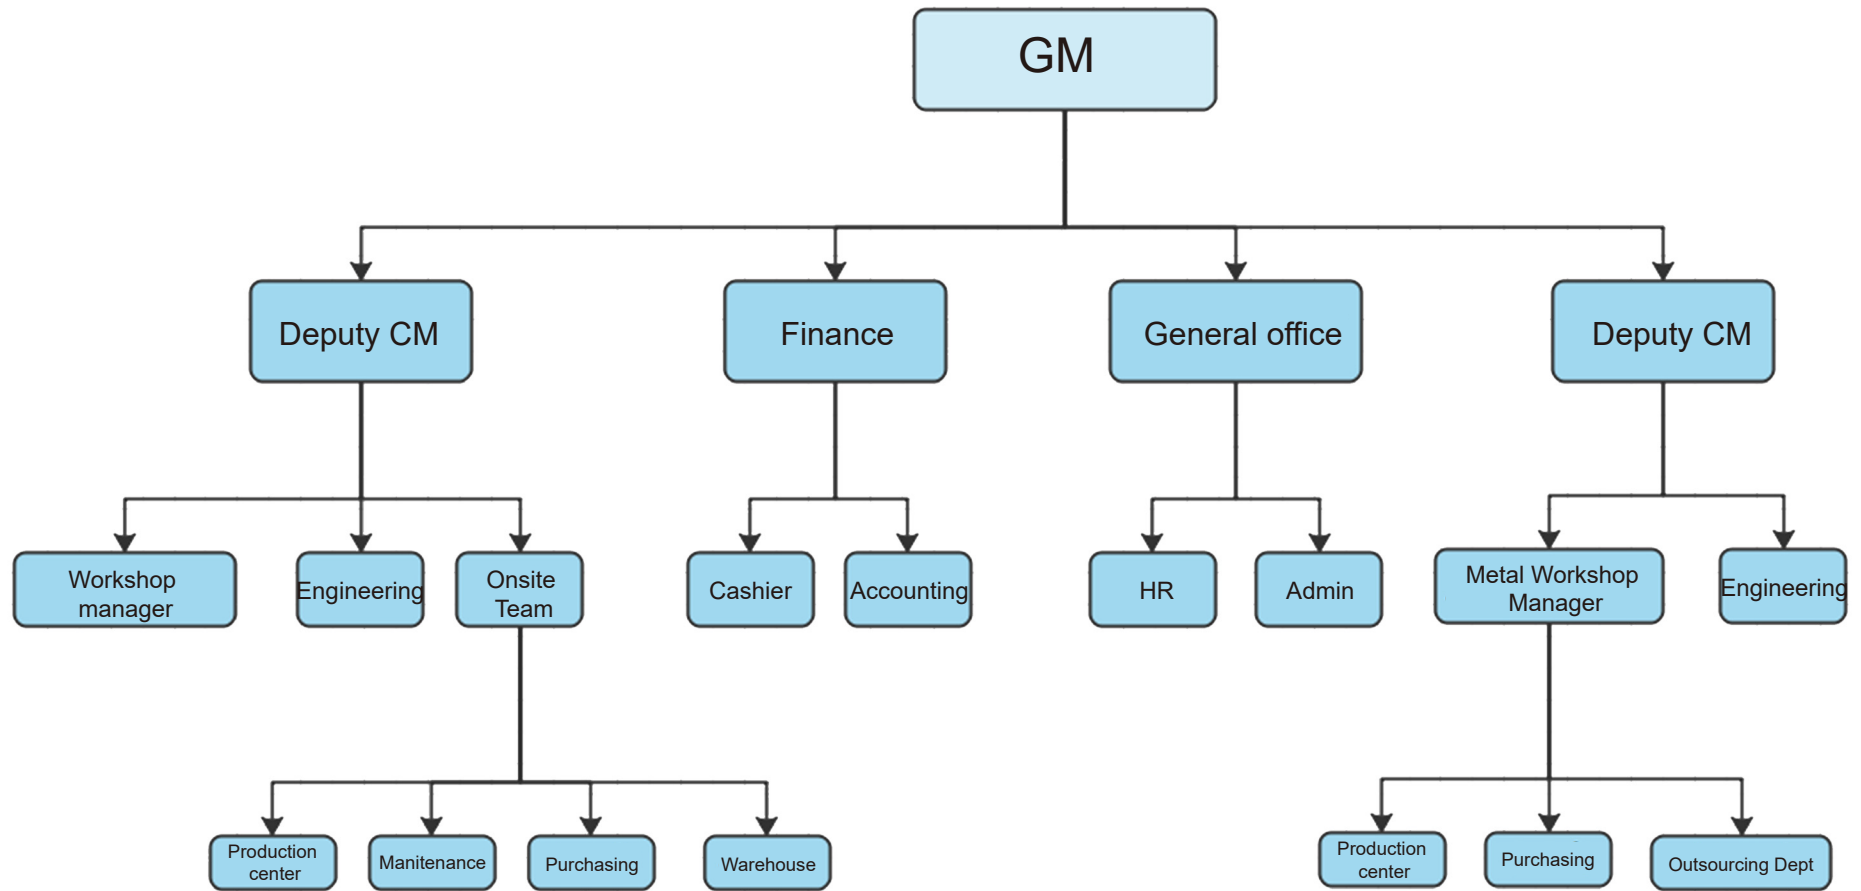 GM
Deputy CM
Finance
General office
Deputy CM
Workshop
manager
Engineering
Onsite
Team
Cashier
Accounting
HR
Admin
Metal Workshop
Manager
Engineering
Production
center
Manitenance
Purchasing
Warehouse
Production
center
Purchasing
Outsourcing Dept